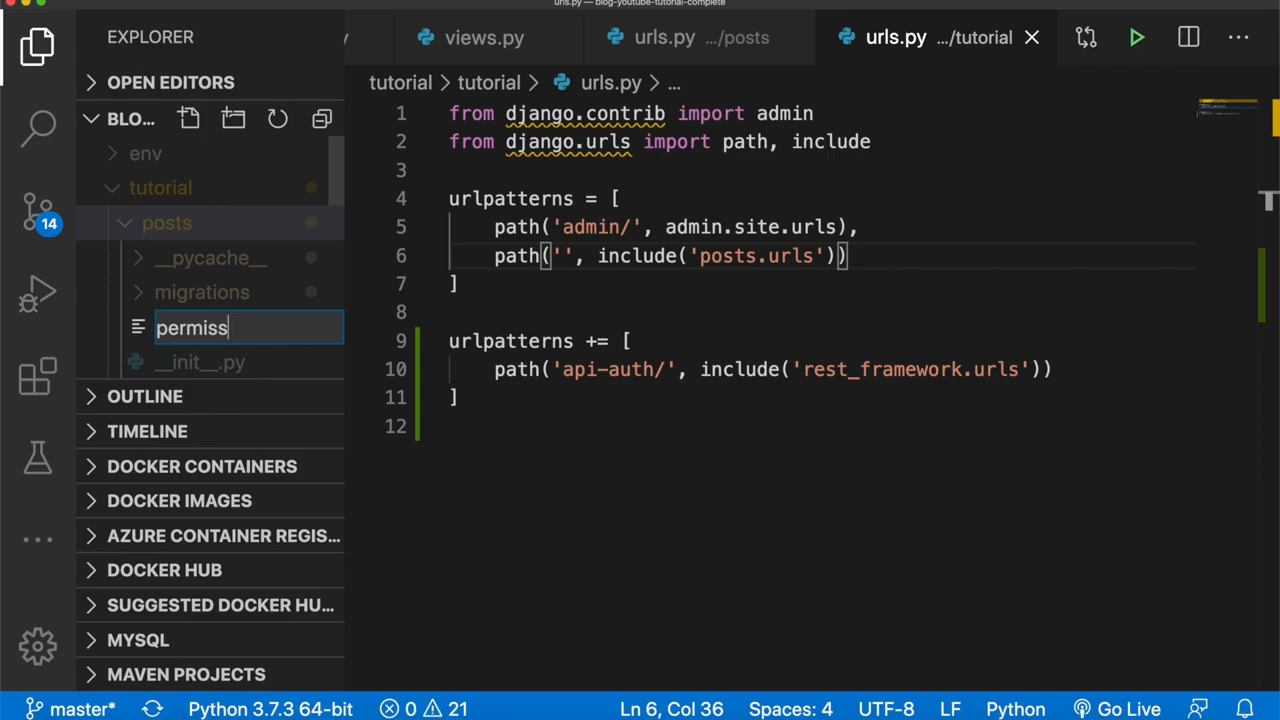 urls.py — blog-youtube-tutorial-complete
EXPLORER
y
views.py
urls.py .../posts
urls.py .../tutorial
OPEN EDITORS
tutorial > tutorial > urls.py > ...
BLO...
env
tutorial
posts
__pycache__
migrations
permiss
__init__.py
OUTLINE
TIMELINE
DOCKER CONTAINERS
DOCKER IMAGES
AZURE CONTAINER REGIS...
DOCKER HUB
SUGGESTED DOCKER HU...
MYSQL
MAVEN PROJECTS
14
1 from django.contrib import admin
2 from django.urls import path, include
3
4 urlpatterns = [
5 path('admin/', admin.site.urls),
6 path('', include('posts.urls'))
7 ]
8
9 urlpatterns += [
10 path('api-auth/', include('rest_framework.urls'))
11 ]
12
master* Python 3.7.3 64-bit 0 21 Ln 6, Col 36 Spaces: 4 UTF-8 LF Python Go Live